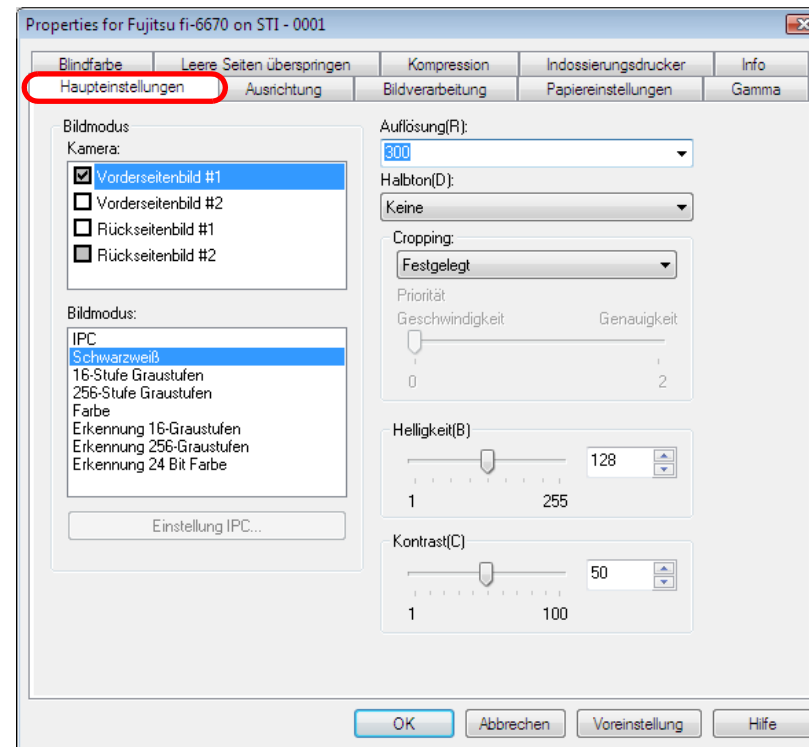 Properties for Fujitsu fi-6670 on STI - 0001
Blindfarbe Leere Seiten überspringen Kompression Indossierungsdrucker Info
Haupteinstellungen Ausrichtung Bildverarbeitung Papiereinstellungen Gamma
Bildmodus
Kamera:
Vorderseitenbild #1
Vorderseitenbild #2
Rückseitenbild #1
Rückseitenbild #2
Bildmodus:
IPC
Schwarzweiß
16-Stufe Graustufen
256-Stufe Graustufen
Farbe
Erkennung 16-Graustufen
Erkennung 256-Graustufen
Erkennung 24 Bit Farbe
Einstellung IPC...
Auflösung(R):
300
Halbton(D):
Keine
Cropping:
Festgelegt
Priorität
Geschwindigkeit Genauigkeit
0 2
Helligkeit(B)
128
1 255
Kontrast(C)
50
1 100
OK Abbrechen Voreinstellung Hilfe